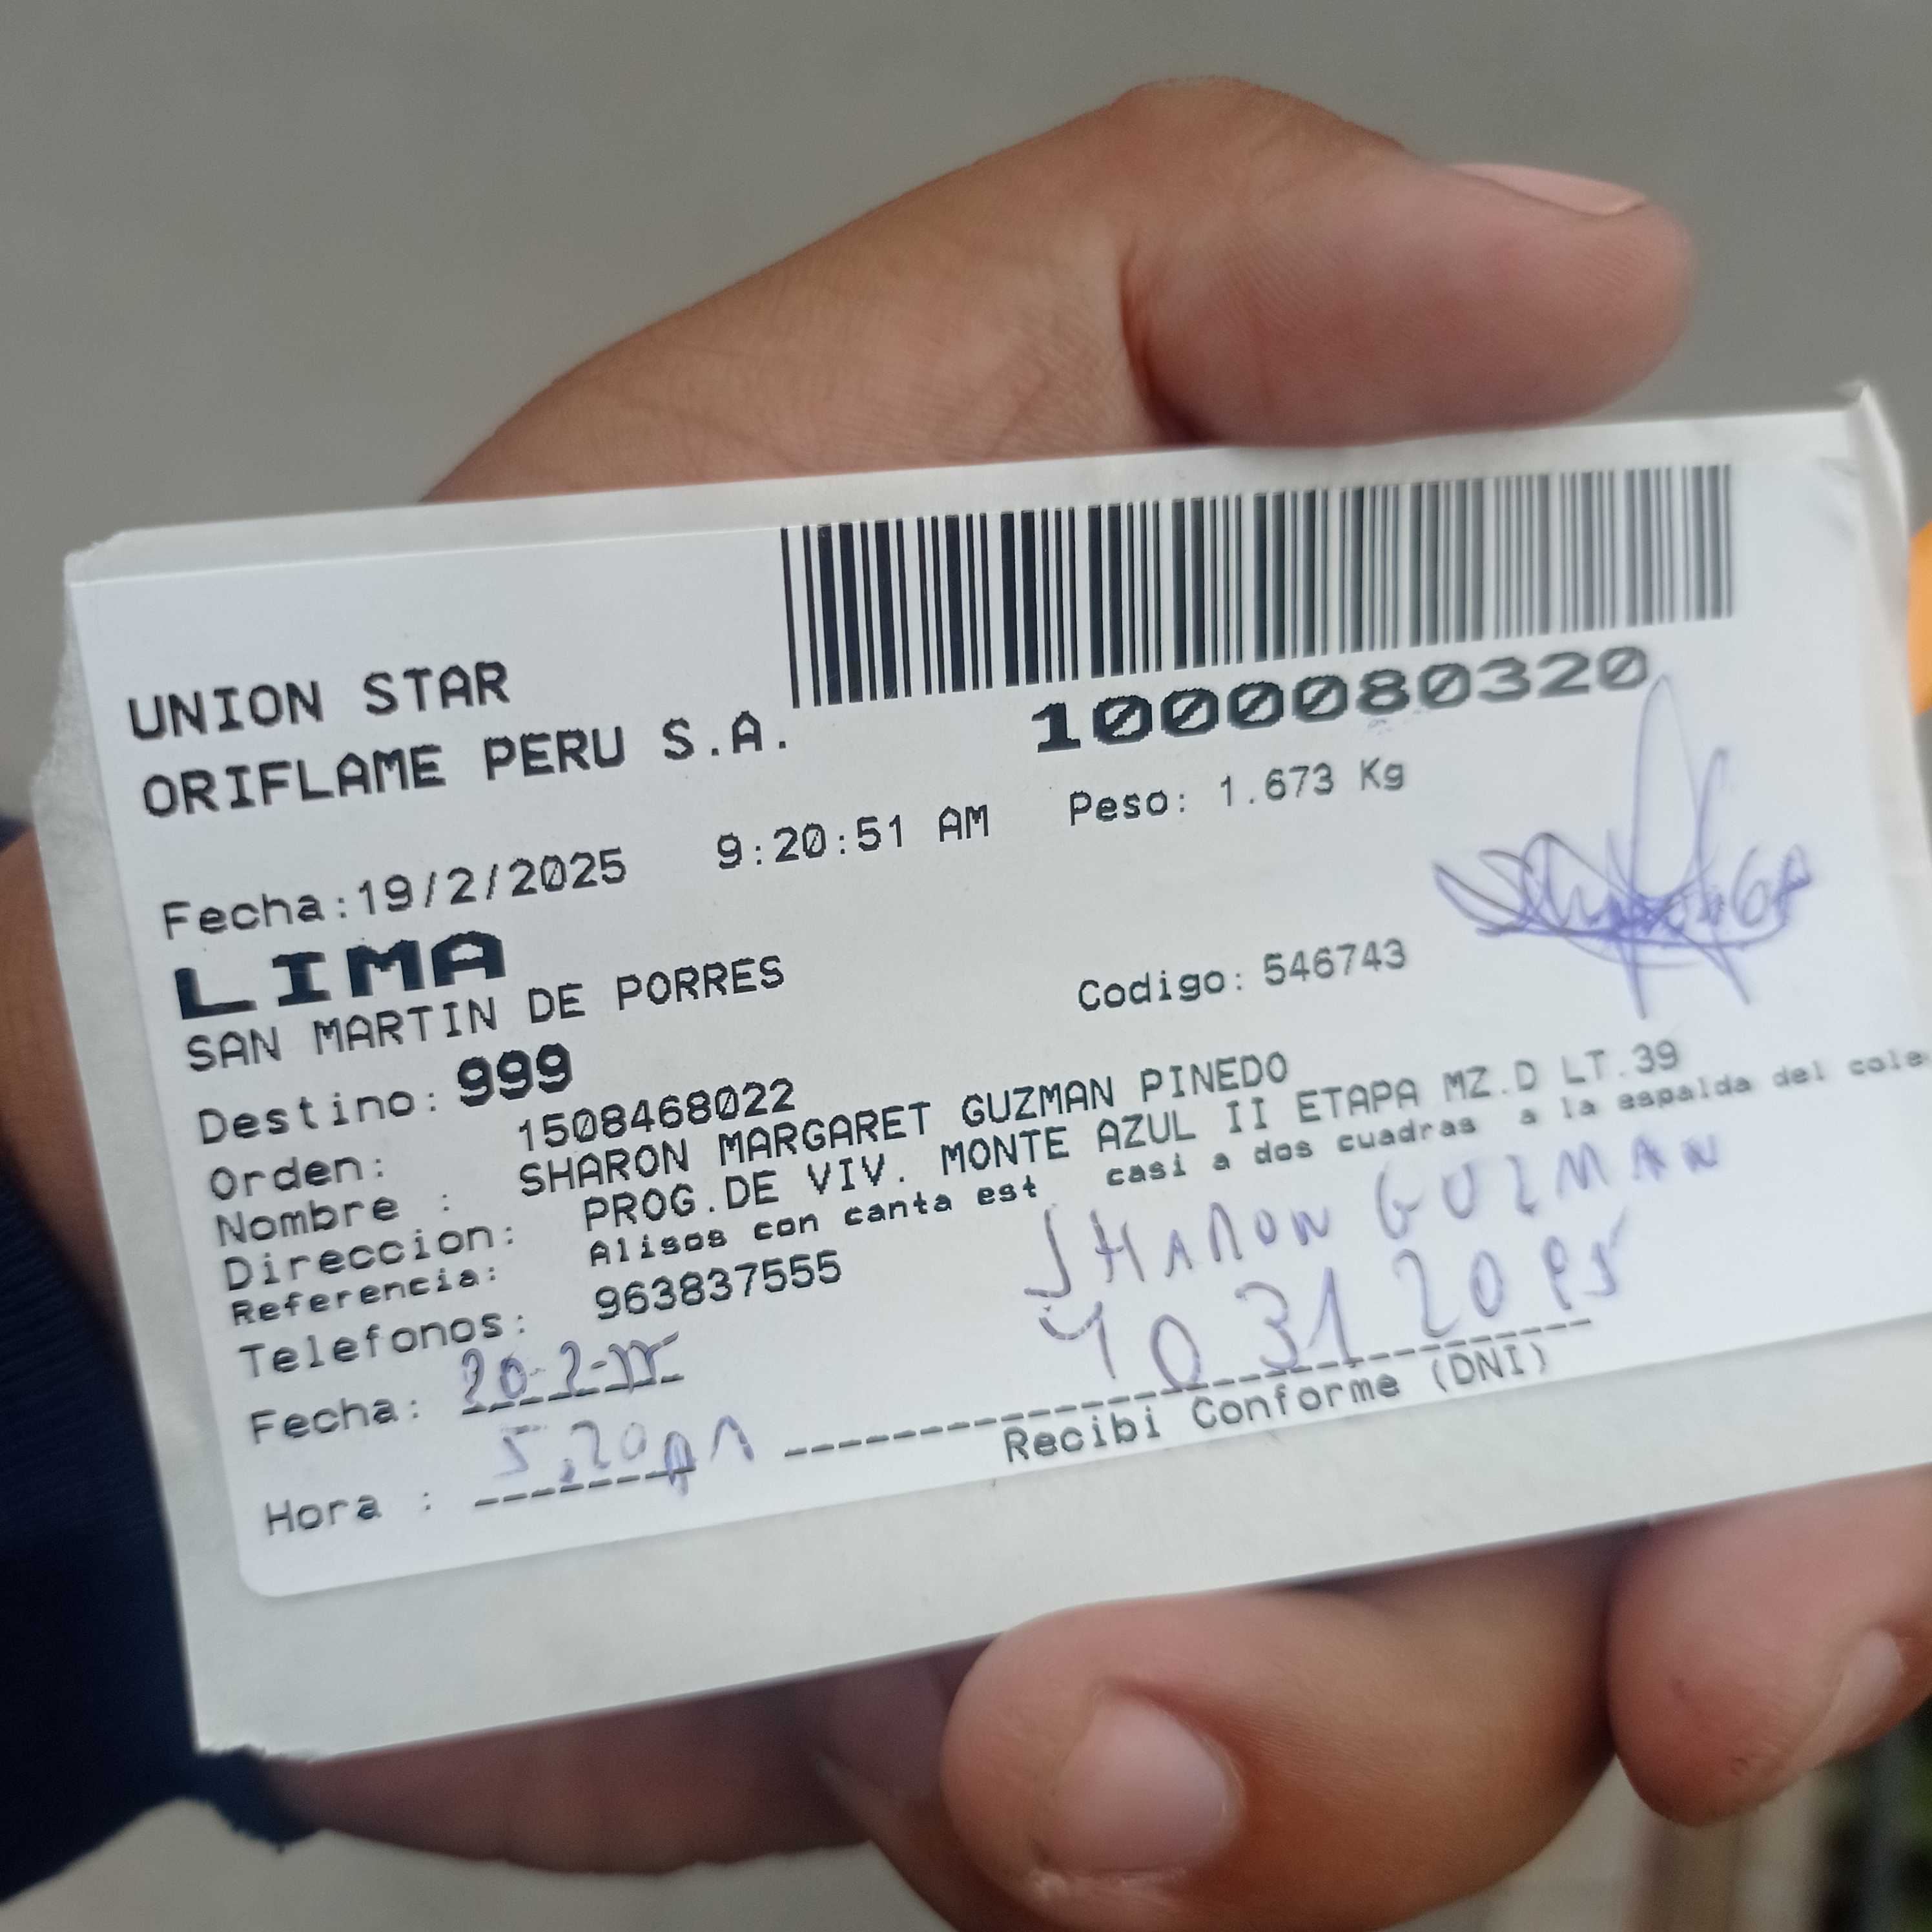 UNION STAR
ORIFLAME PERU S.A.
1000080320
Fecha:19/2/2025 9:20:51 AM Peso: 1.673 Kg
LIMA
SAN MARTIN DE PORRES Codigo: 546743
Destino: 999
Orden: 1508468022
Nombre : SHARON MARGARET GUZMAN PINEDO
Direccion: PROG.DE VIV. MONTE AZUL II ETAPA MZ.D LT.39
Referencia: Alisos con canta est casi a dos cuadras a la espalda del cole
Telefonos: 963837555
SHARON GUZMAN
Fecha: 20-2-25
Hora : 5,20
Recibi Conforme (DNI)